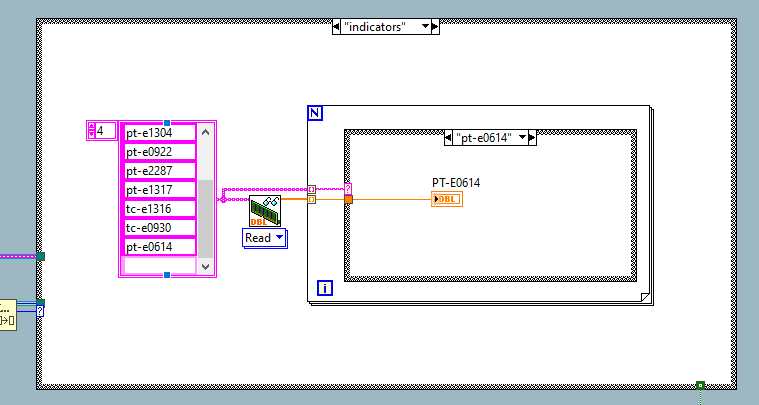 "indicators"
4
pt-e1304
pt-e0922
pt-e2287
pt-e1317
tc-e1316
tc-e0930
pt-e0614
DBL
Read
N
"pt-e0614"
?
PT-E0614
DBL
i
?